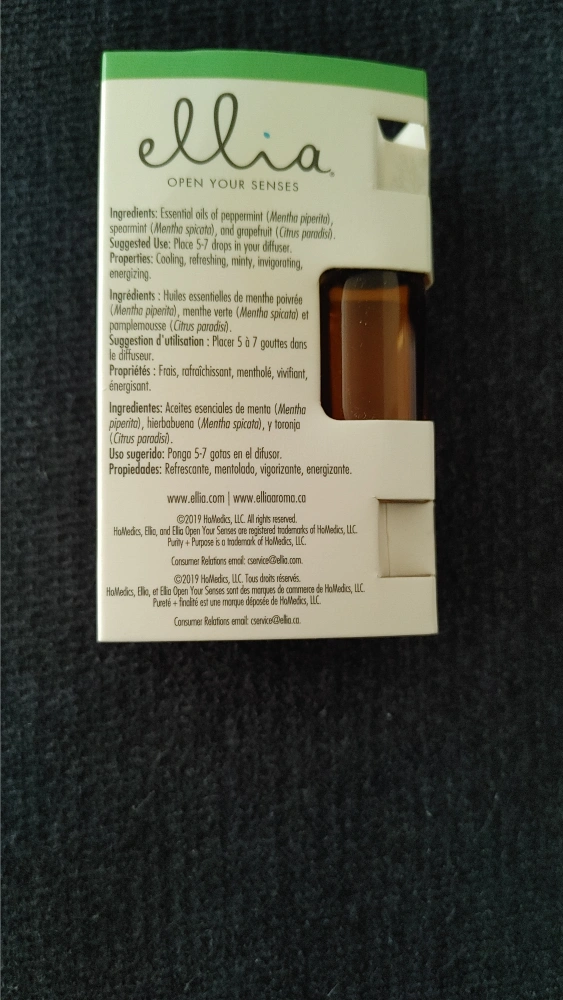 ellia®
OPEN YOUR SENSES
Ingredients: Essential oils of peppermint (Mentha piperita),
spearmint (Mentha spicata), and grapefruit (Citrus paradisi).
Suggested Use: Place 5-7 drops in your diffuser.
Properties: Cooling, refreshing, minty, invigorating,
energizing.
Ingrédients : Huiles essentielles de menthe poivrée
(Mentha piperita), menthe verte (Mentha spicata) et
pamplemousse (Citrus paradisi).
Suggestion d'utilisation : Placer 5 à 7 gouttes dans
le diffuseur.
Propriétés : Frais, rafraîchissant, mentholé, vivifiant,
énergisant.
Ingredientes: Aceites esenciales de menta (Mentha
piperita), hierbabuena (Mentha spicata), y toronja
(Citrus paradisi).
Uso sugerido: Ponga 5-7 gotas en el difusor.
Propiedades: Refrescante, mentolado, vigorizante, energizante.
www.ellia.com | www.elliaaroma.ca
©2019 HoMedics, LLC. All rights reserved.
HoMedics, Ellia, and Ellia Open Your Senses are registered trademarks of HoMedics, LLC.
Purity + Purpose is a trademark of HoMedics, LLC.
Consumer Relations email: cservice@ellia.com.
©2019 HoMedics, LLC. Tous droits réservés.
HoMedics, Ellia, et Ellia Open Your Senses sont des marques de commerce de HoMedics, LLC.
Pureté + finalité est une marque déposée de HoMedics, LLC.
Consumer Relations email: cservice@ellia.ca.